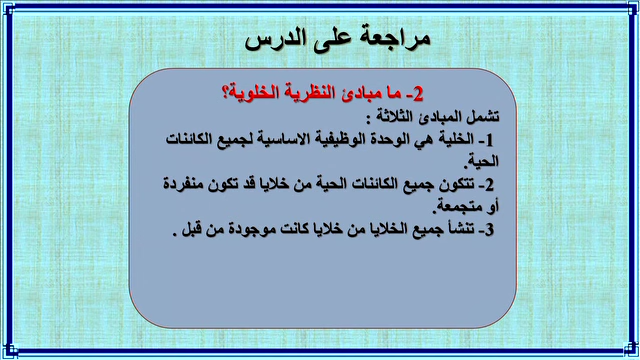 مراجعة على الدرس
2- ما مبادئ النظرية الخلوية؟
تشمل المبادئ الثلاثة :
1- الخلية هي الوحدة الوظيفية الاساسية لجميع الكائنات
الحية.
2- تتكون جميع الكائنات الحية من خلايا قد تكون منفردة
أو متجمعة.
3- تنشأ جميع الخلايا من خلايا كانت موجودة من قبل .